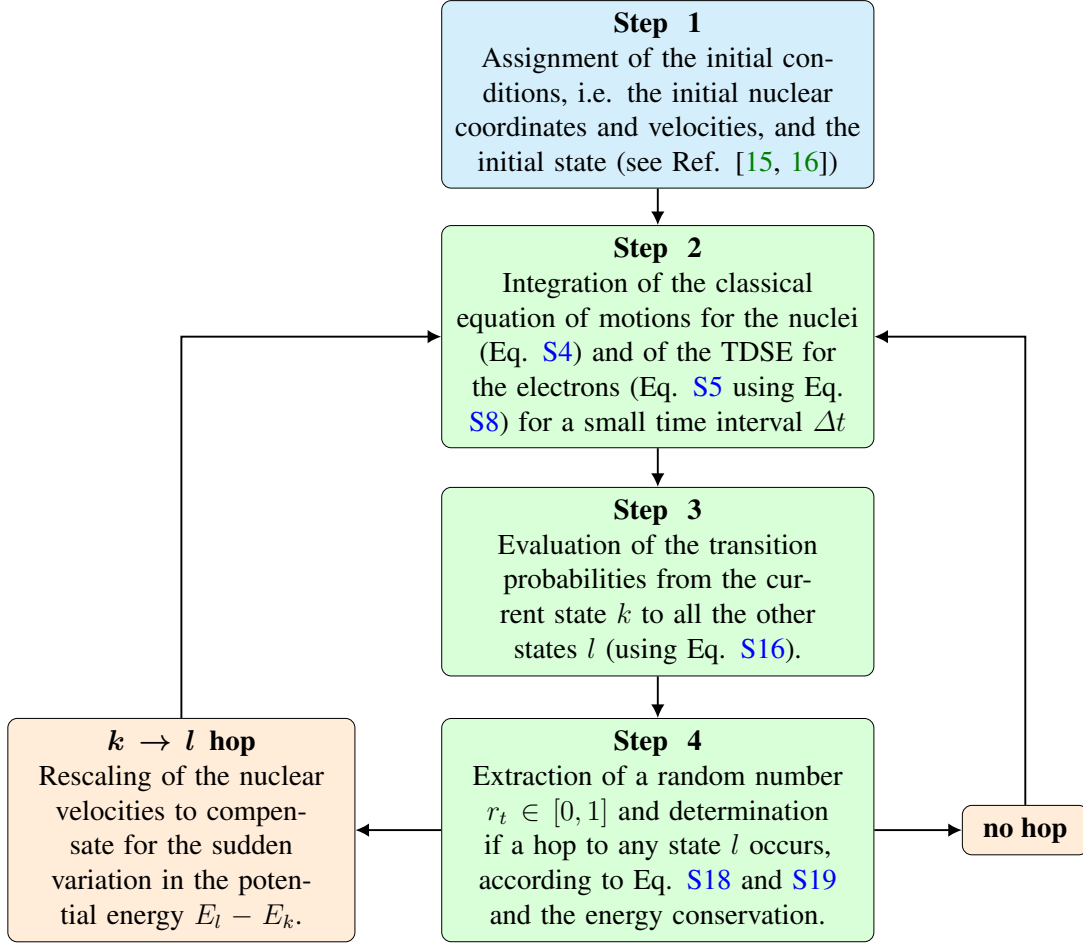 Step 1
Assignment of the initial con-
ditions, i.e. the initial nuclear
coordinates and velocities, and the
initial state (see Ref. [15, 16])
Step 2
Integration of the classical
equation of motions for the nuclei
(Eq. S4) and of the TDSE for
the electrons (Eq. S5 using Eq.
S8) for a small time interval Δt
Step 3
Evaluation of the transition
probabilities from the cur-
rent state k to all the other
states l (using Eq. S16).
k → l hop
Rescaling of the nuclear
velocities to compen-
sate for the sudden
variation in the poten-
tial energy E_l − E_k.
Step 4
Extraction of a random number
r_t ∈ [0, 1] and determination
if a hop to any state l occurs,
according to Eq. S18 and S19
and the energy conservation.
no hop